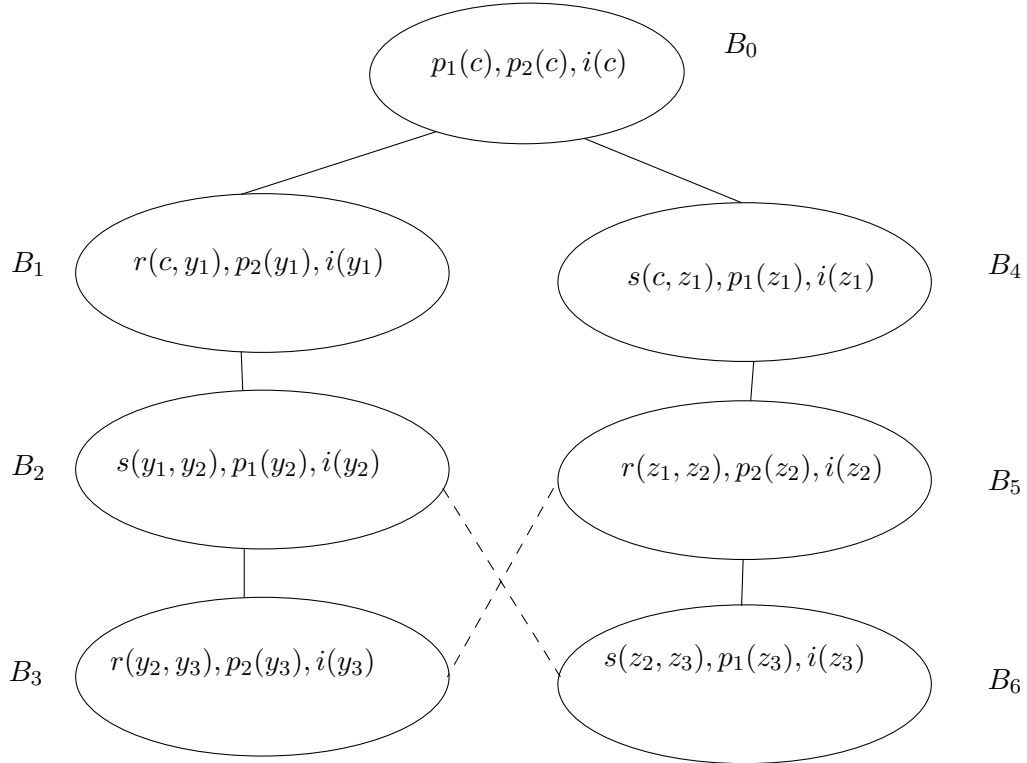 p₁(c), p₂(c), i(c)
B₀
B₁
r(c, y₁), p₂(y₁), i(y₁)
s(c, z₁), p₁(z₁), i(z₁)
B₄
B₂
s(y₁, y₂), p₁(y₂), i(y₂)
r(z₁, z₂), p₂(z₂), i(z₂)
B₅
B₃
r(y₂, y₃), p₂(y₃), i(y₃)
s(z₂, z₃), p₁(z₃), i(z₃)
B₆